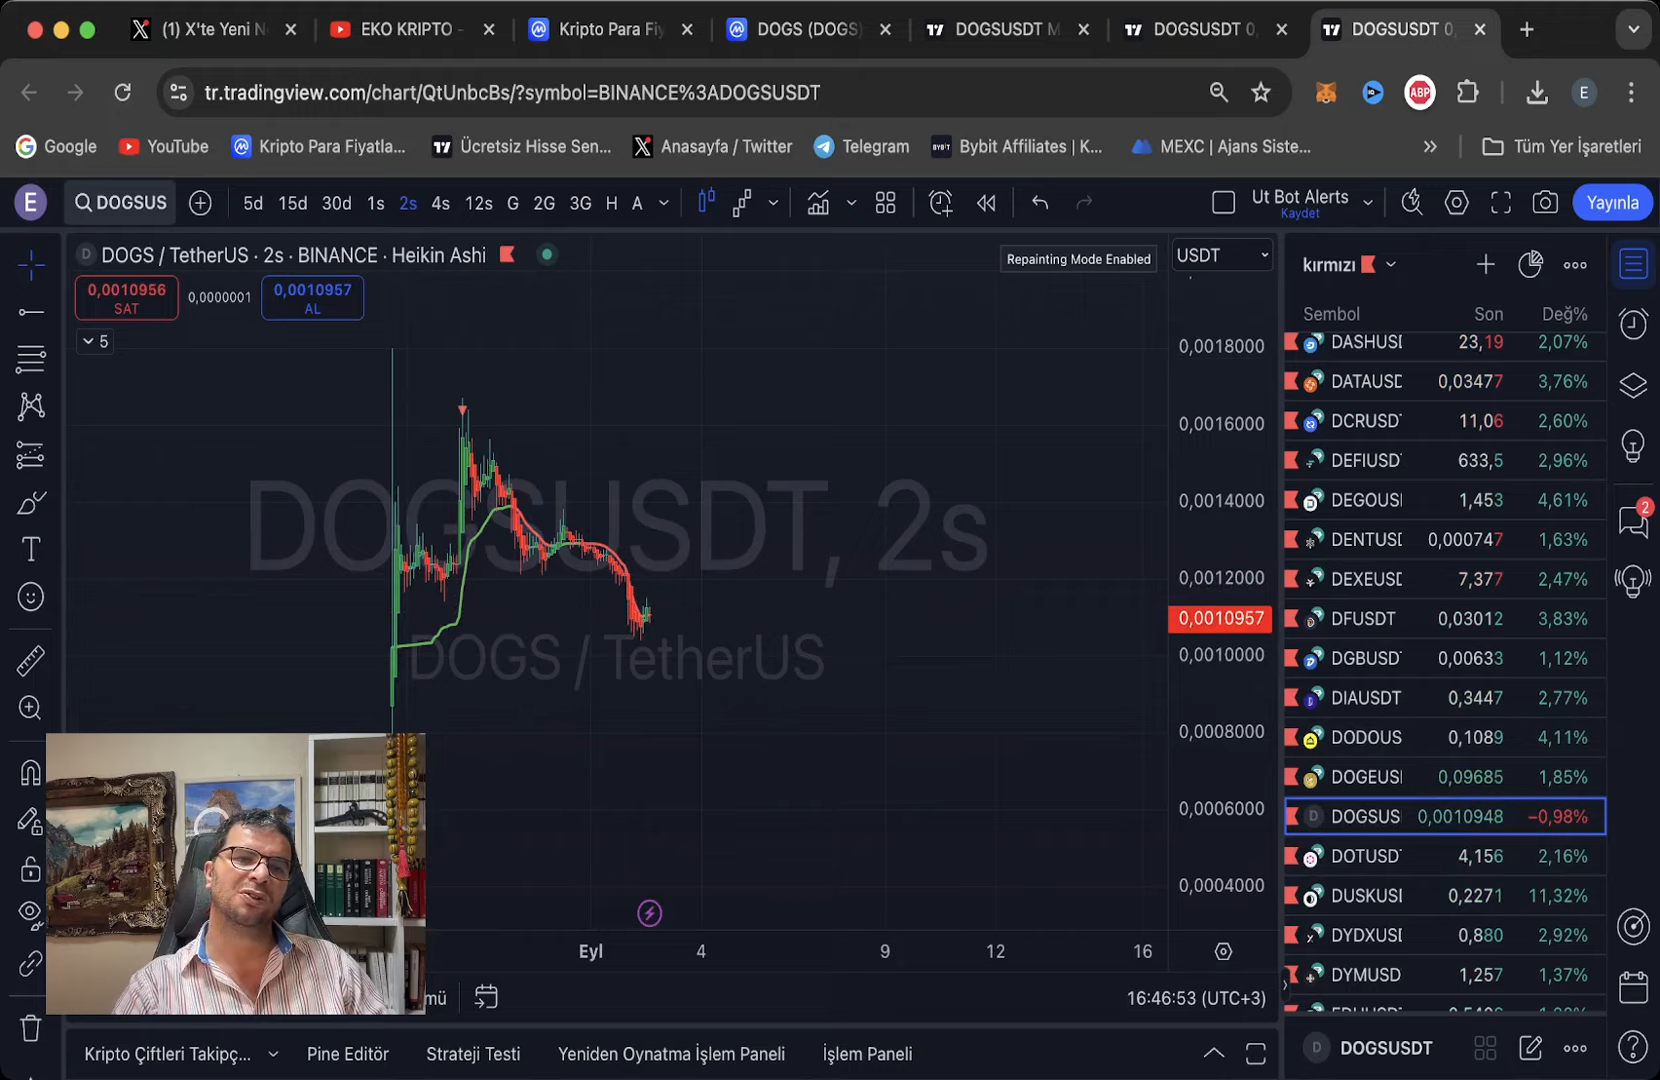 (1) X'te Yeni N
EKO KRIPTO -
Kripto Para Fiy
DOGS (DOGS)
DOGSUSDT M
DOGSUSDT 0,
DOGSUSDT 0,
tr.tradingview.com/chart/QtUnbcBs/?symbol=BINANCE%3ADOGSUSDT
ABP
E
Google
YouTube
Kripto Para Fiyatla...
Ücretsiz Hisse Sen...
Anasayfa / Twitter
Telegram
BYBIT
Bybit Affiliates | K...
MEXC | Ajans Siste...
Tüm Yer İşaretleri
E
DOGSUS
5d 15d 30d 1s 2s 4s 12s G 2G 3G H A
Ut Bot Alerts
Kaydet
Yayınla
D DOGS / TetherUS · 2s · BINANCE · Heikin Ashi
Repainting Mode Enabled
USDT
0,0010956
SAT
0,0000001
0,0010957
AL
5
DOGSUSDT, 2s
DOGS / TetherUS
0,0018000
0,0016000
0,0014000
0,0012000
0,0010957
0,0010000
0,0008000
0,0006000
0,0004000
Eyl 4 9 12 16
mü
16:46:53 (UTC+3)
kırmızı
Sembol Son Değ%
DASHUSI 23,19 2,07%
DATAUSD 0,03477 3,76%
DCRUSDT 11,06 2,60%
DEFIUSD 633,5 2,96%
DEGOUSI 1,453 4,61%
DENTUSI 0,000747 1,63%
DEXEUSI 7,377 2,47%
DFUSDT 0,03012 3,83%
DGBUSDT 0,00633 1,12%
DIAUSDT 0,3447 2,77%
DODOUS 0,1089 4,11%
DOGEUSI 0,09685 1,85%
D DOGSUS 0,0010948 −0,98%
DOTUSDT 4,156 2,16%
DUSKUSI 0,2271 11,32%
DYDXUSI 0,880 2,92%
DYMUSD 1,257 1,37%
2
D DOGSUSDT
Kripto Çiftleri Takipç...
Pine Editör
Strateji Testi
Yeniden Oynatma İşlem Paneli
İşlem Paneli